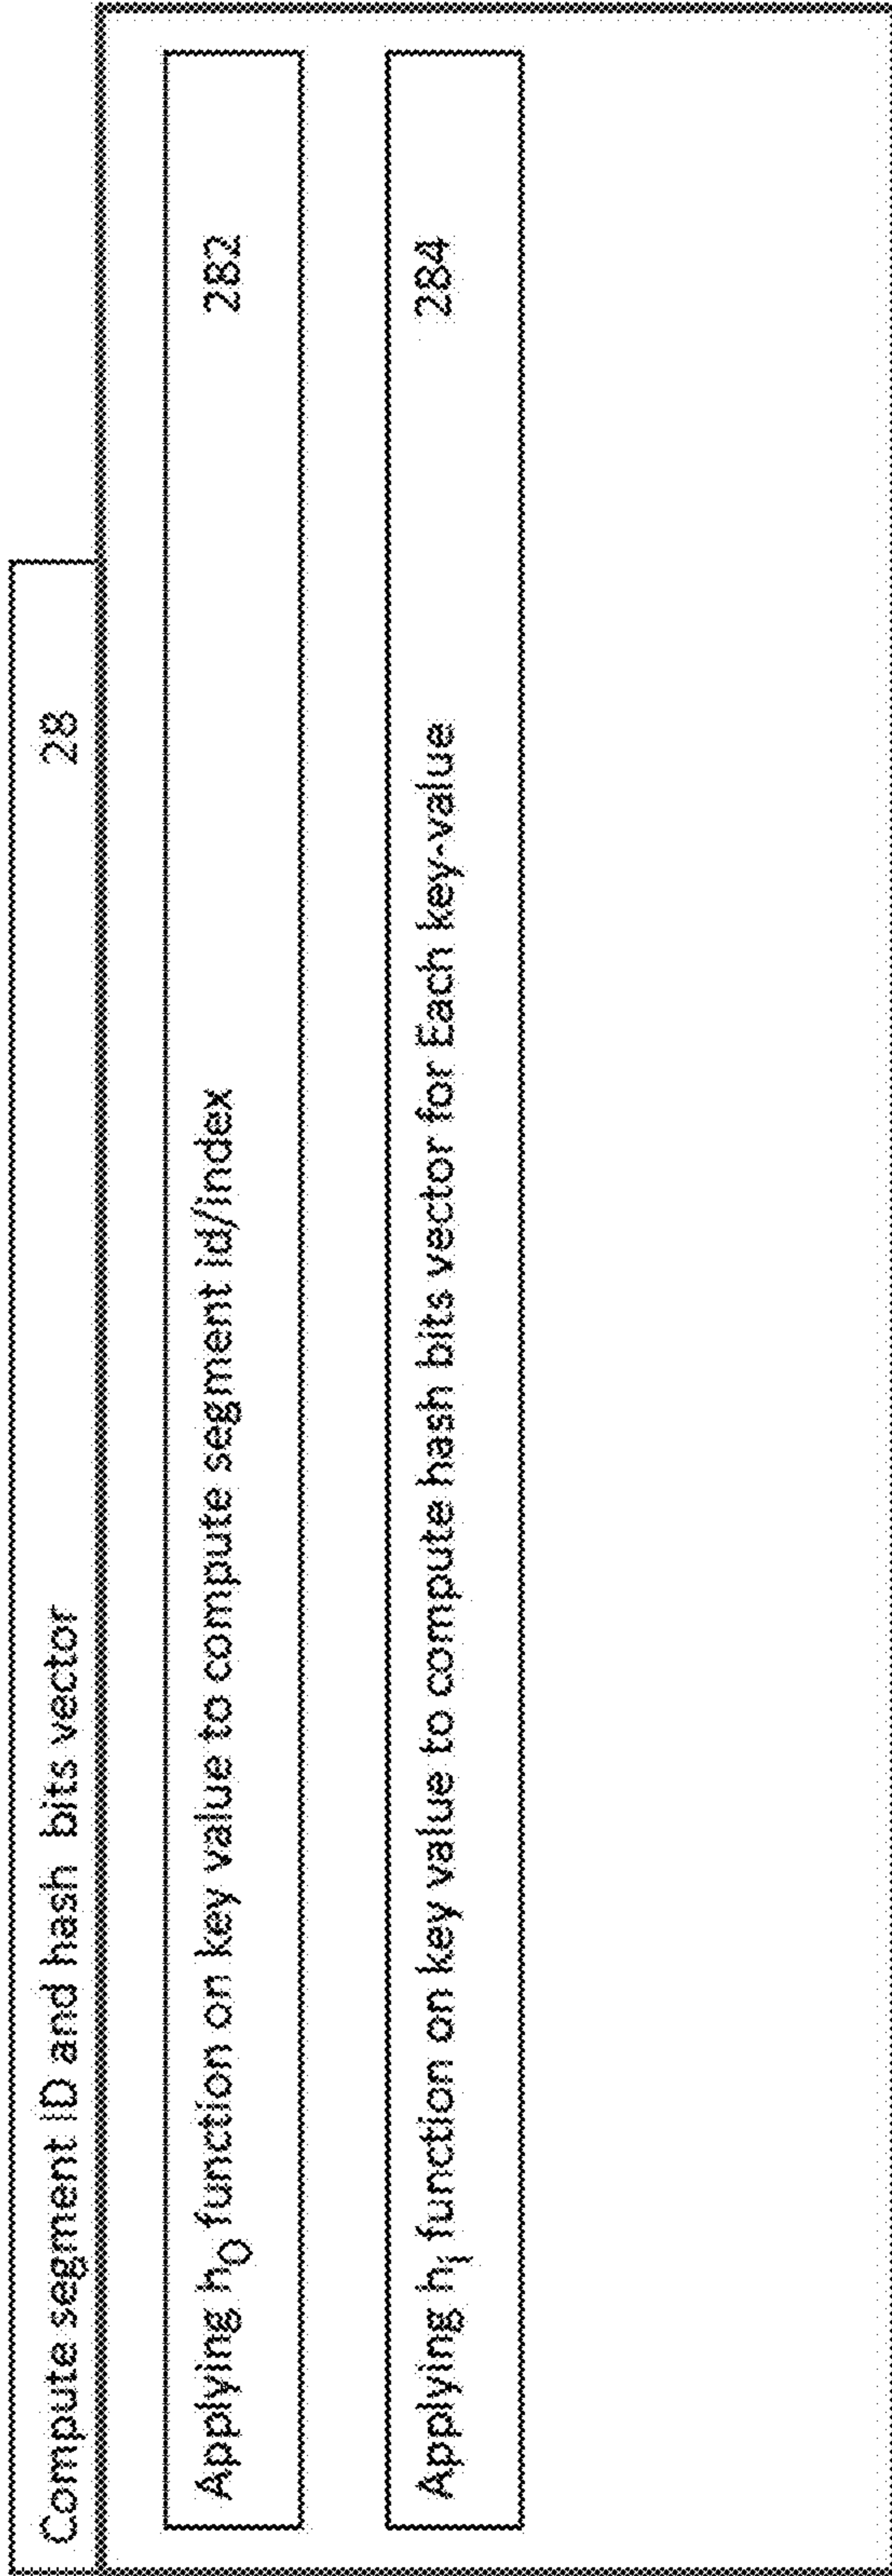 Compute segment ID and hash bits vector 28
Applying h0 function on key value to compute segment id/index 282
Applying hi function on key value to compute hash bits vector for Each key-value 284